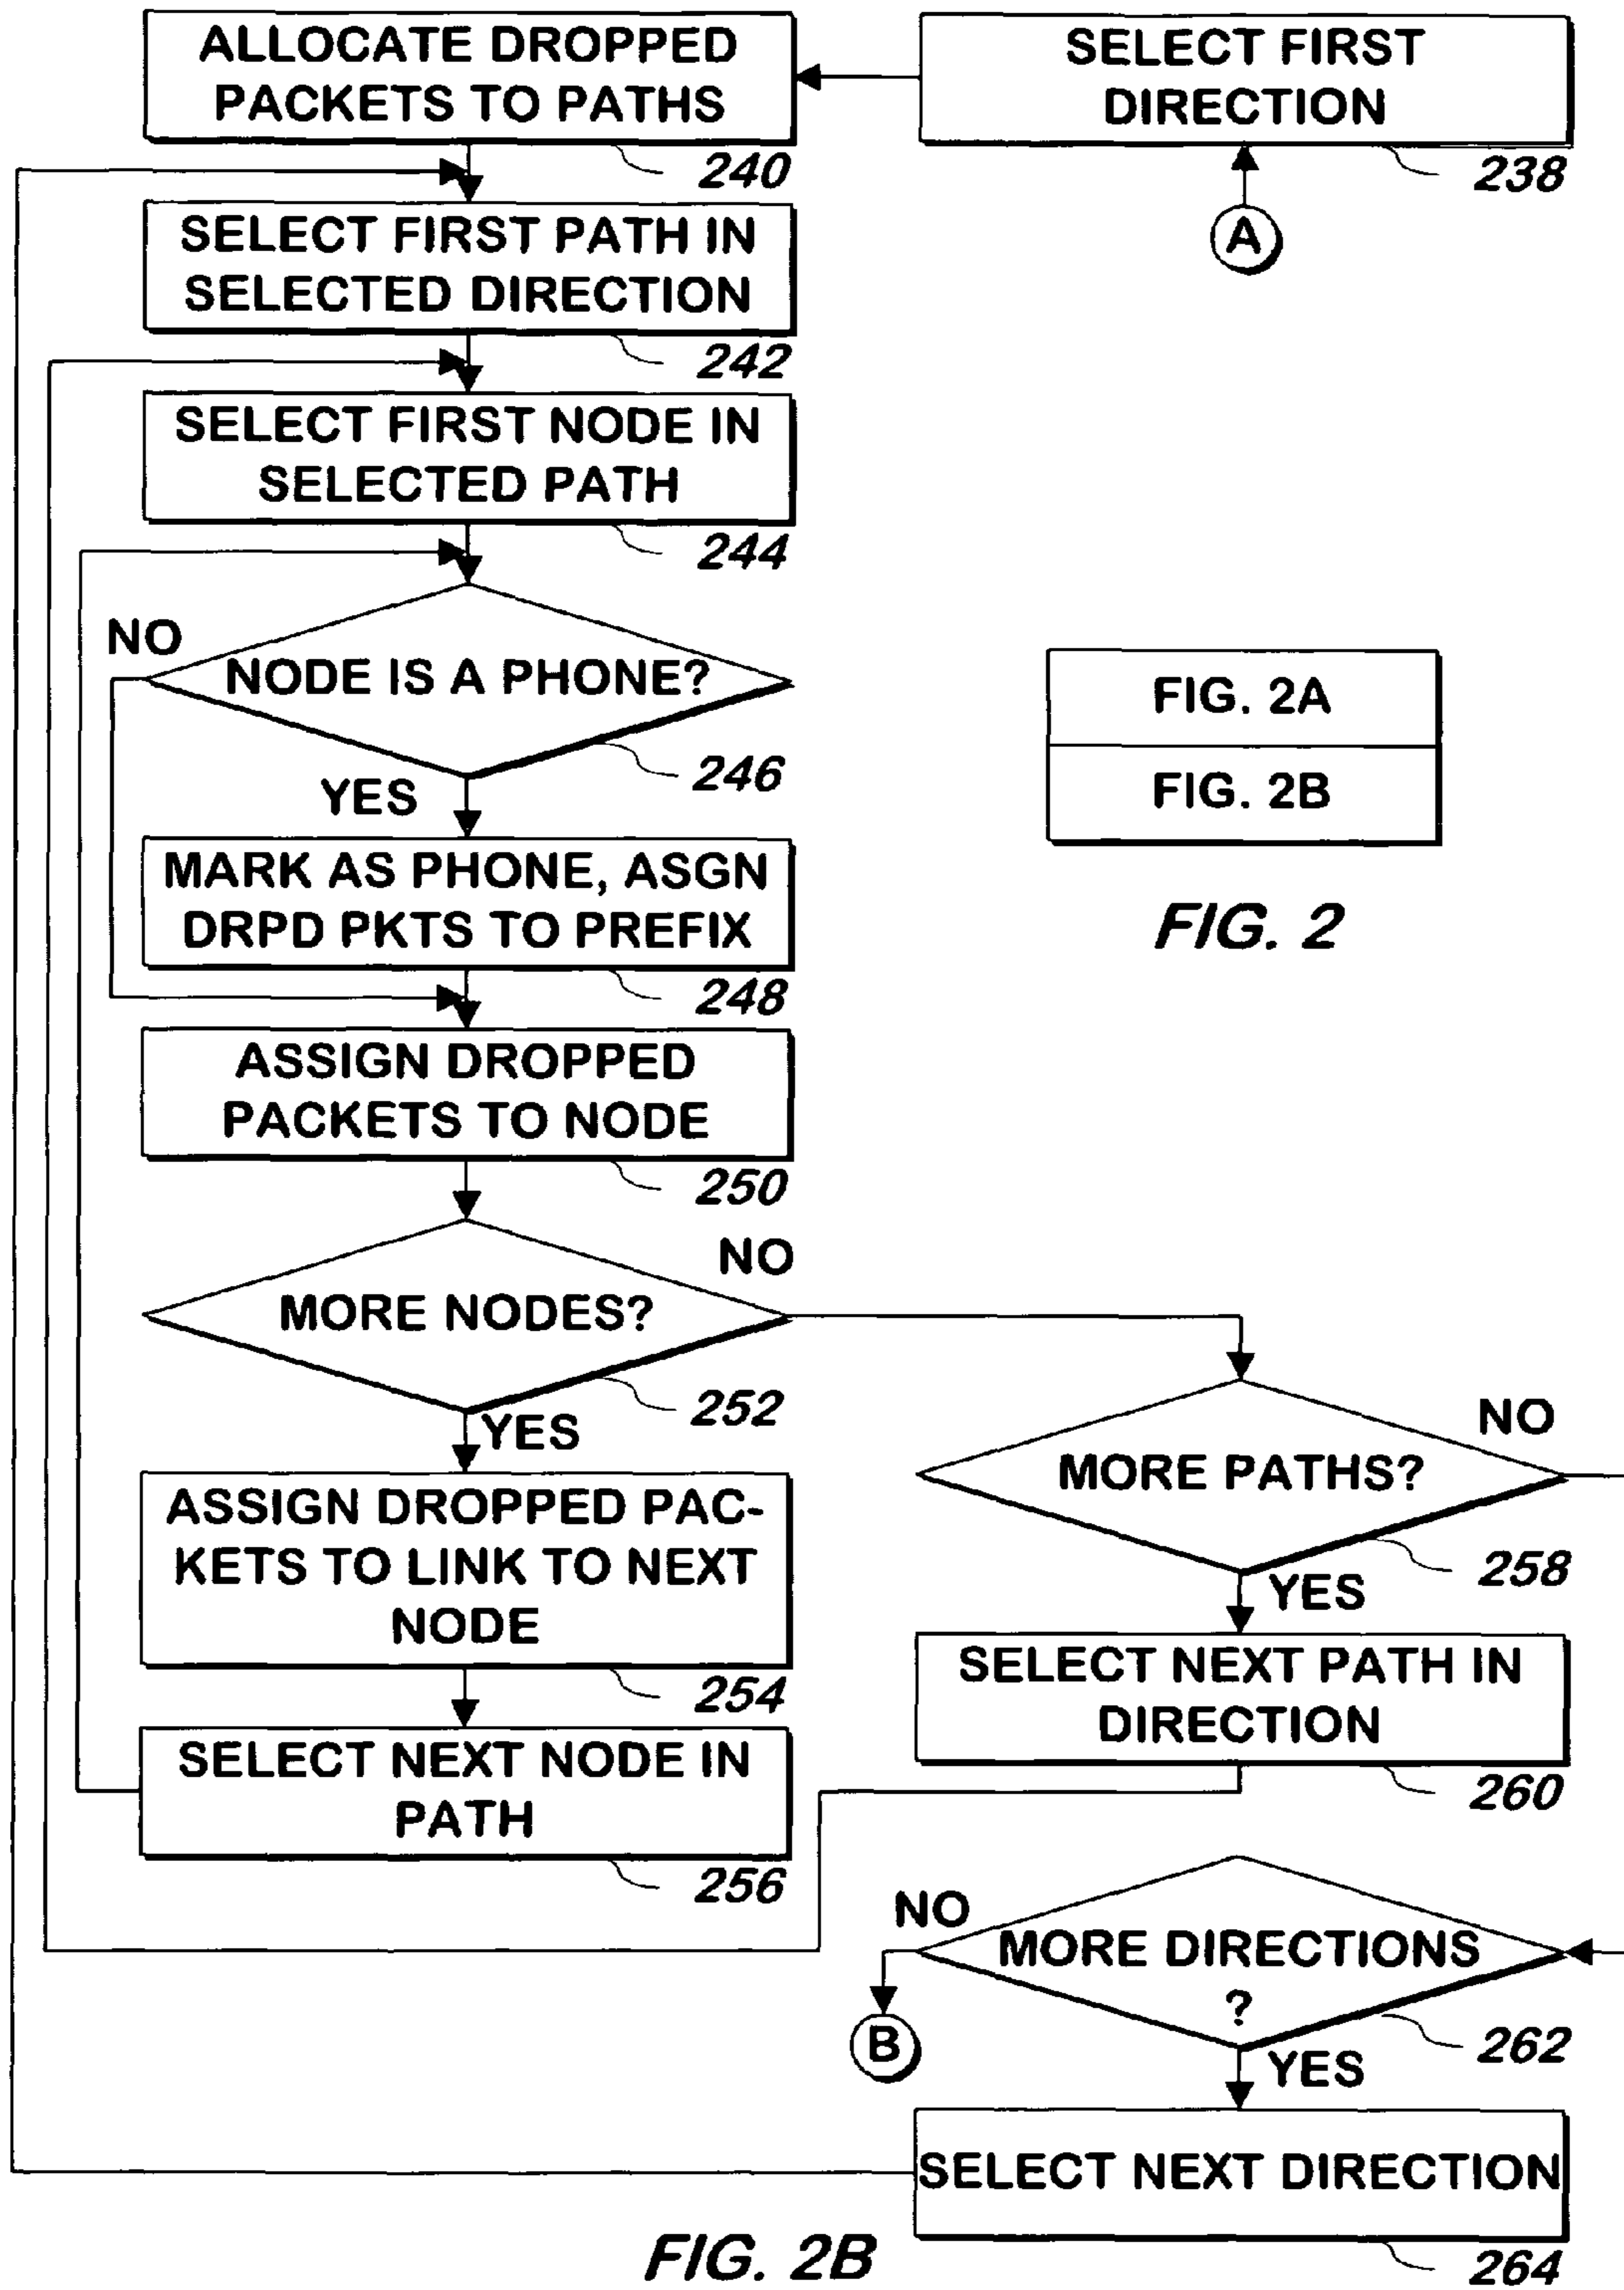 ALLOCATE DROPPED
PACKETS TO PATHS
240
SELECT FIRST
DIRECTION
238
A
SELECT FIRST PATH IN
SELECTED DIRECTION
242
SELECT FIRST NODE IN
SELECTED PATH
244
NO
NODE IS A PHONE?
246
YES
FIG. 2A
FIG. 2B
FIG. 2
MARK AS PHONE, ASGN
DRPD PKTS TO PREFIX
248
ASSIGN DROPPED
PACKETS TO NODE
250
NO
MORE NODES?
252
YES
ASSIGN DROPPED PAC-
KETS TO LINK TO NEXT
NODE
254
SELECT NEXT NODE IN
PATH
256
NO
MORE PATHS?
258
YES
SELECT NEXT PATH IN
DIRECTION
260
NO
MORE DIRECTIONS
?
262
B
YES
SELECT NEXT DIRECTION
264
FIG. 2B